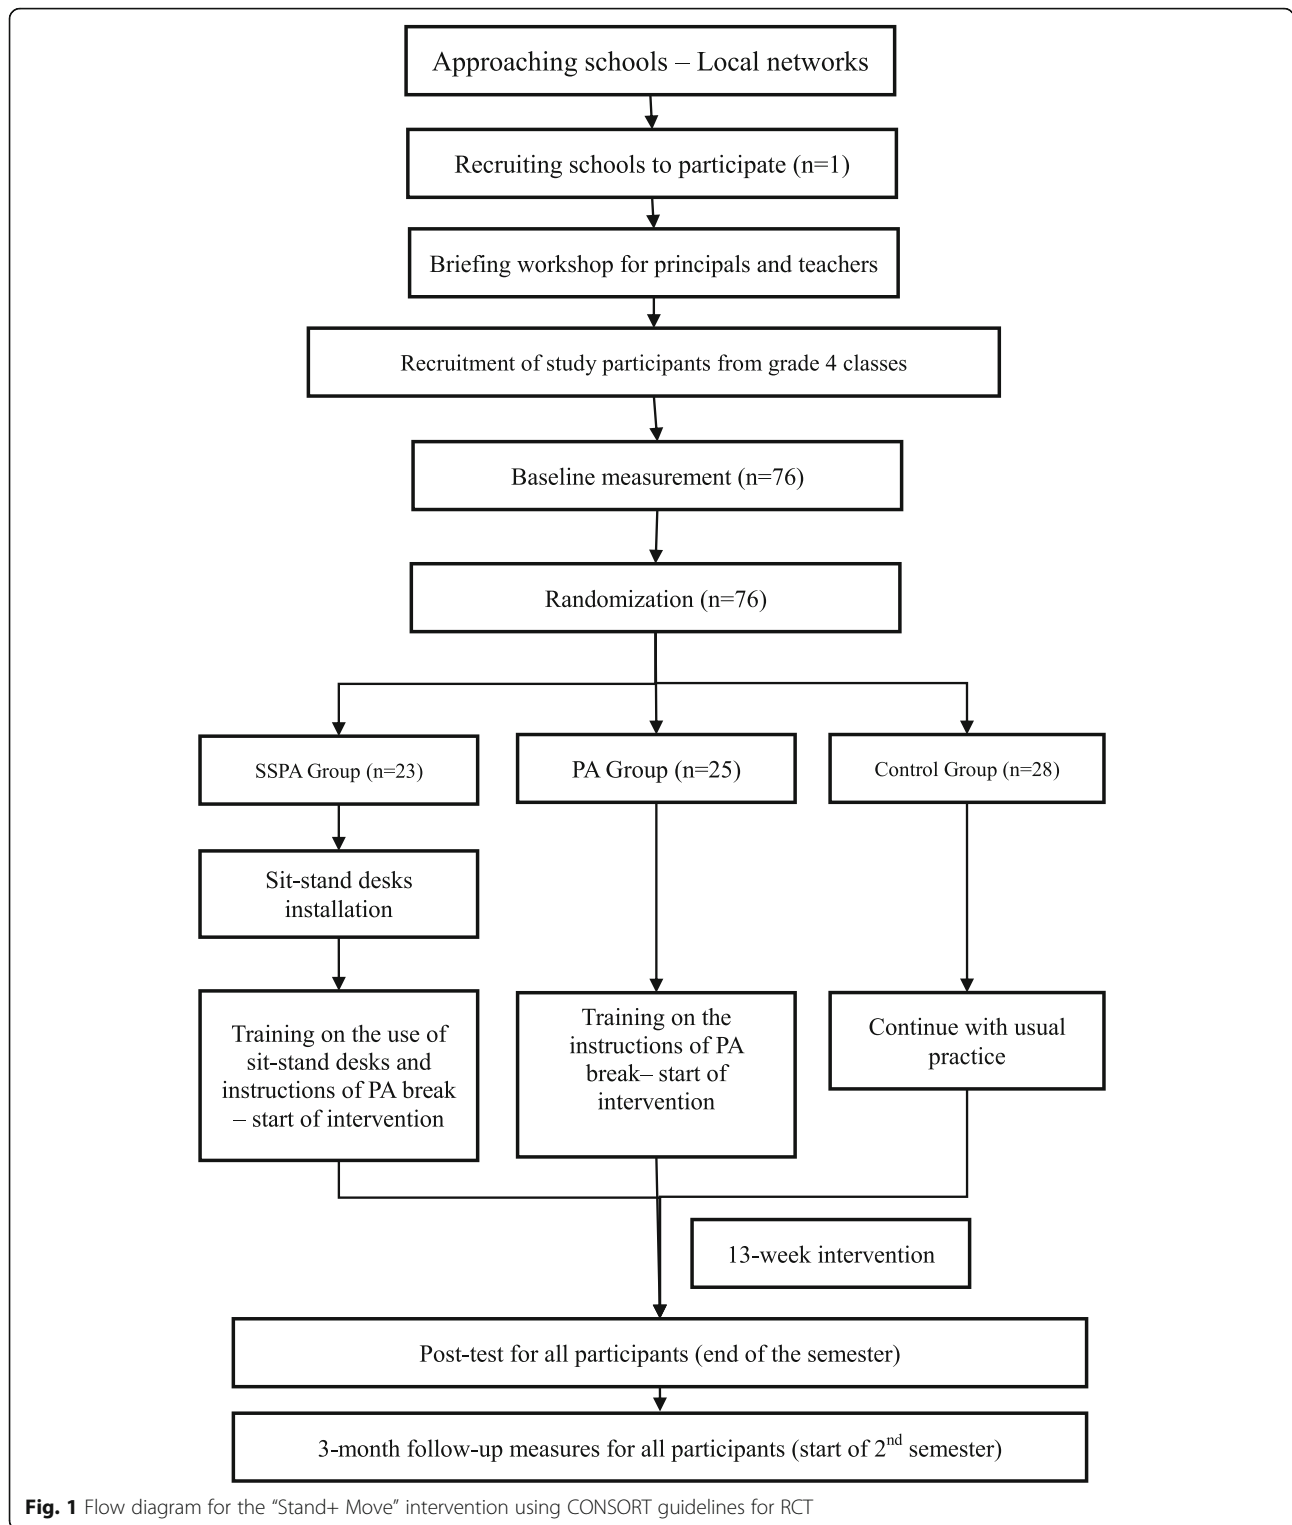 Approaching schools – Local networks
Recruiting schools to participate (n=1)
Briefing workshop for principals and teachers
Recruitment of study participants from grade 4 classes
Baseline measurement (n=76)
Randomization (n=76)
SSPA Group (n=23)
PA Group (n=25)
Control Group (n=28)
Sit-stand desks
installation
Training on the use of
sit-stand desks and
instructions of PA break
– start of intervention
Training on the
instructions of PA
break– start of
intervention
Continue with usual
practice
13-week intervention
Post-test for all participants (end of the semester)
3-month follow-up measures for all participants (start of 2nd semester)
Fig. 1 Flow diagram for the “Stand+ Move” intervention using CONSORT guidelines for RCT